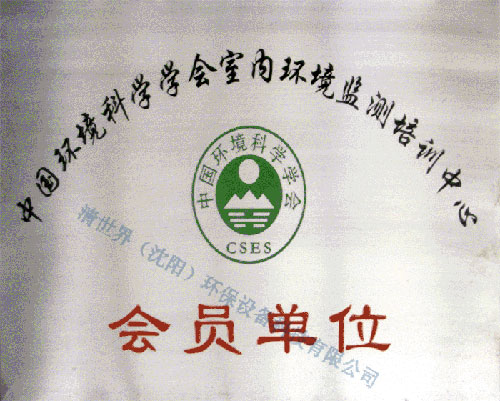 中国环境科学学会室内环境监测培训中心
中国环境科学学会
CSES
清世界（沈阳）环保设备
有限公司
会员单位